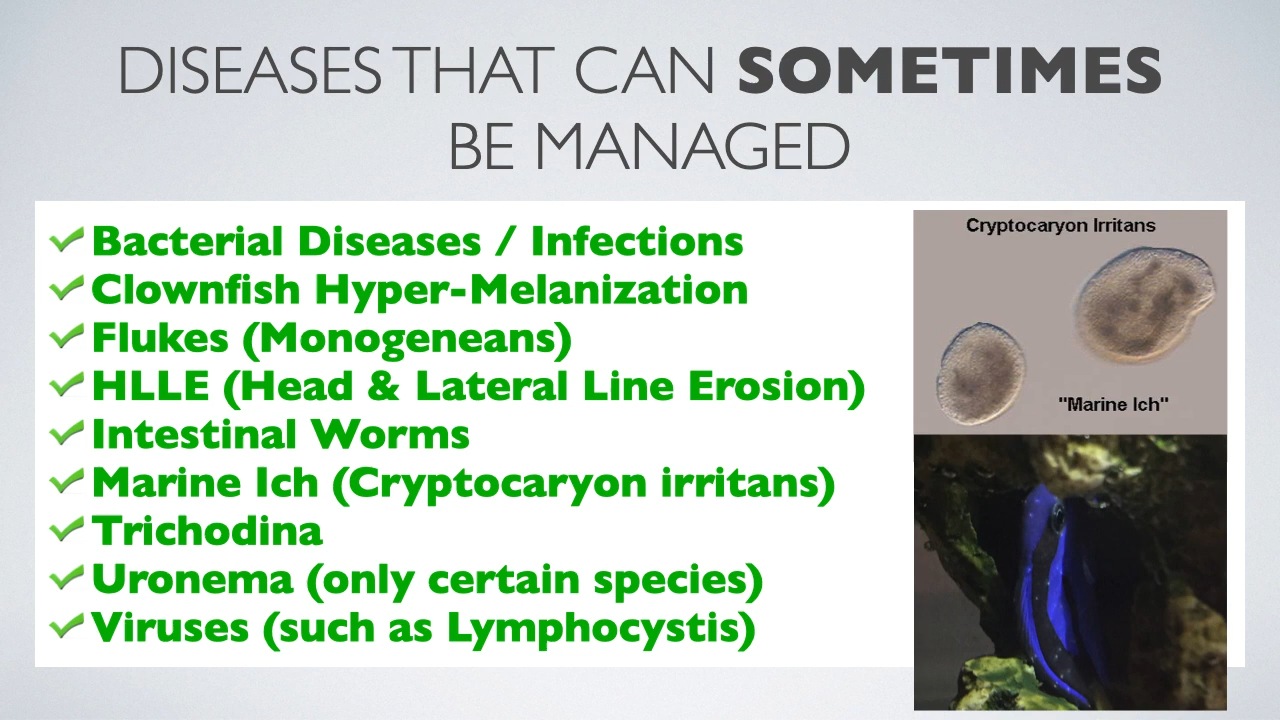 DISEASES THAT CAN SOMETIMES
BE MANAGED
Bacterial Diseases / Infections
Clownfish Hyper-Melanization
Flukes (Monogeneans)
HLLE (Head & Lateral Line Erosion)
Intestinal Worms
Marine Ich (Cryptocaryon irritans)
Trichodina
Uronema (only certain species)
Viruses (such as Lymphocystis)
Cryptocaryon Irritans
"Marine Ich"